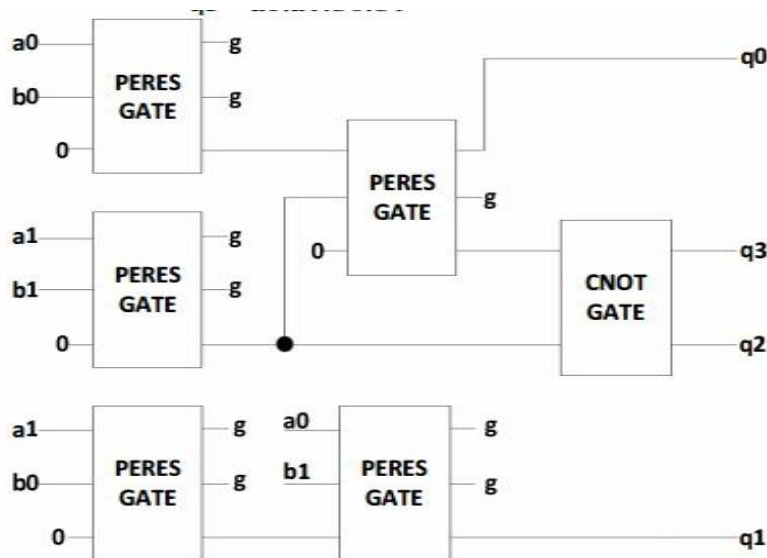 a0 g q0
PERES
GATE
b0 g
0
PERES
GATE
g
a1 g
0
q3
b1 g
PERES
GATE
CNOT
GATE
0
q2
a1 g a0 g
b0 g b1 g
PERES
GATE
PERES
GATE
0
q1